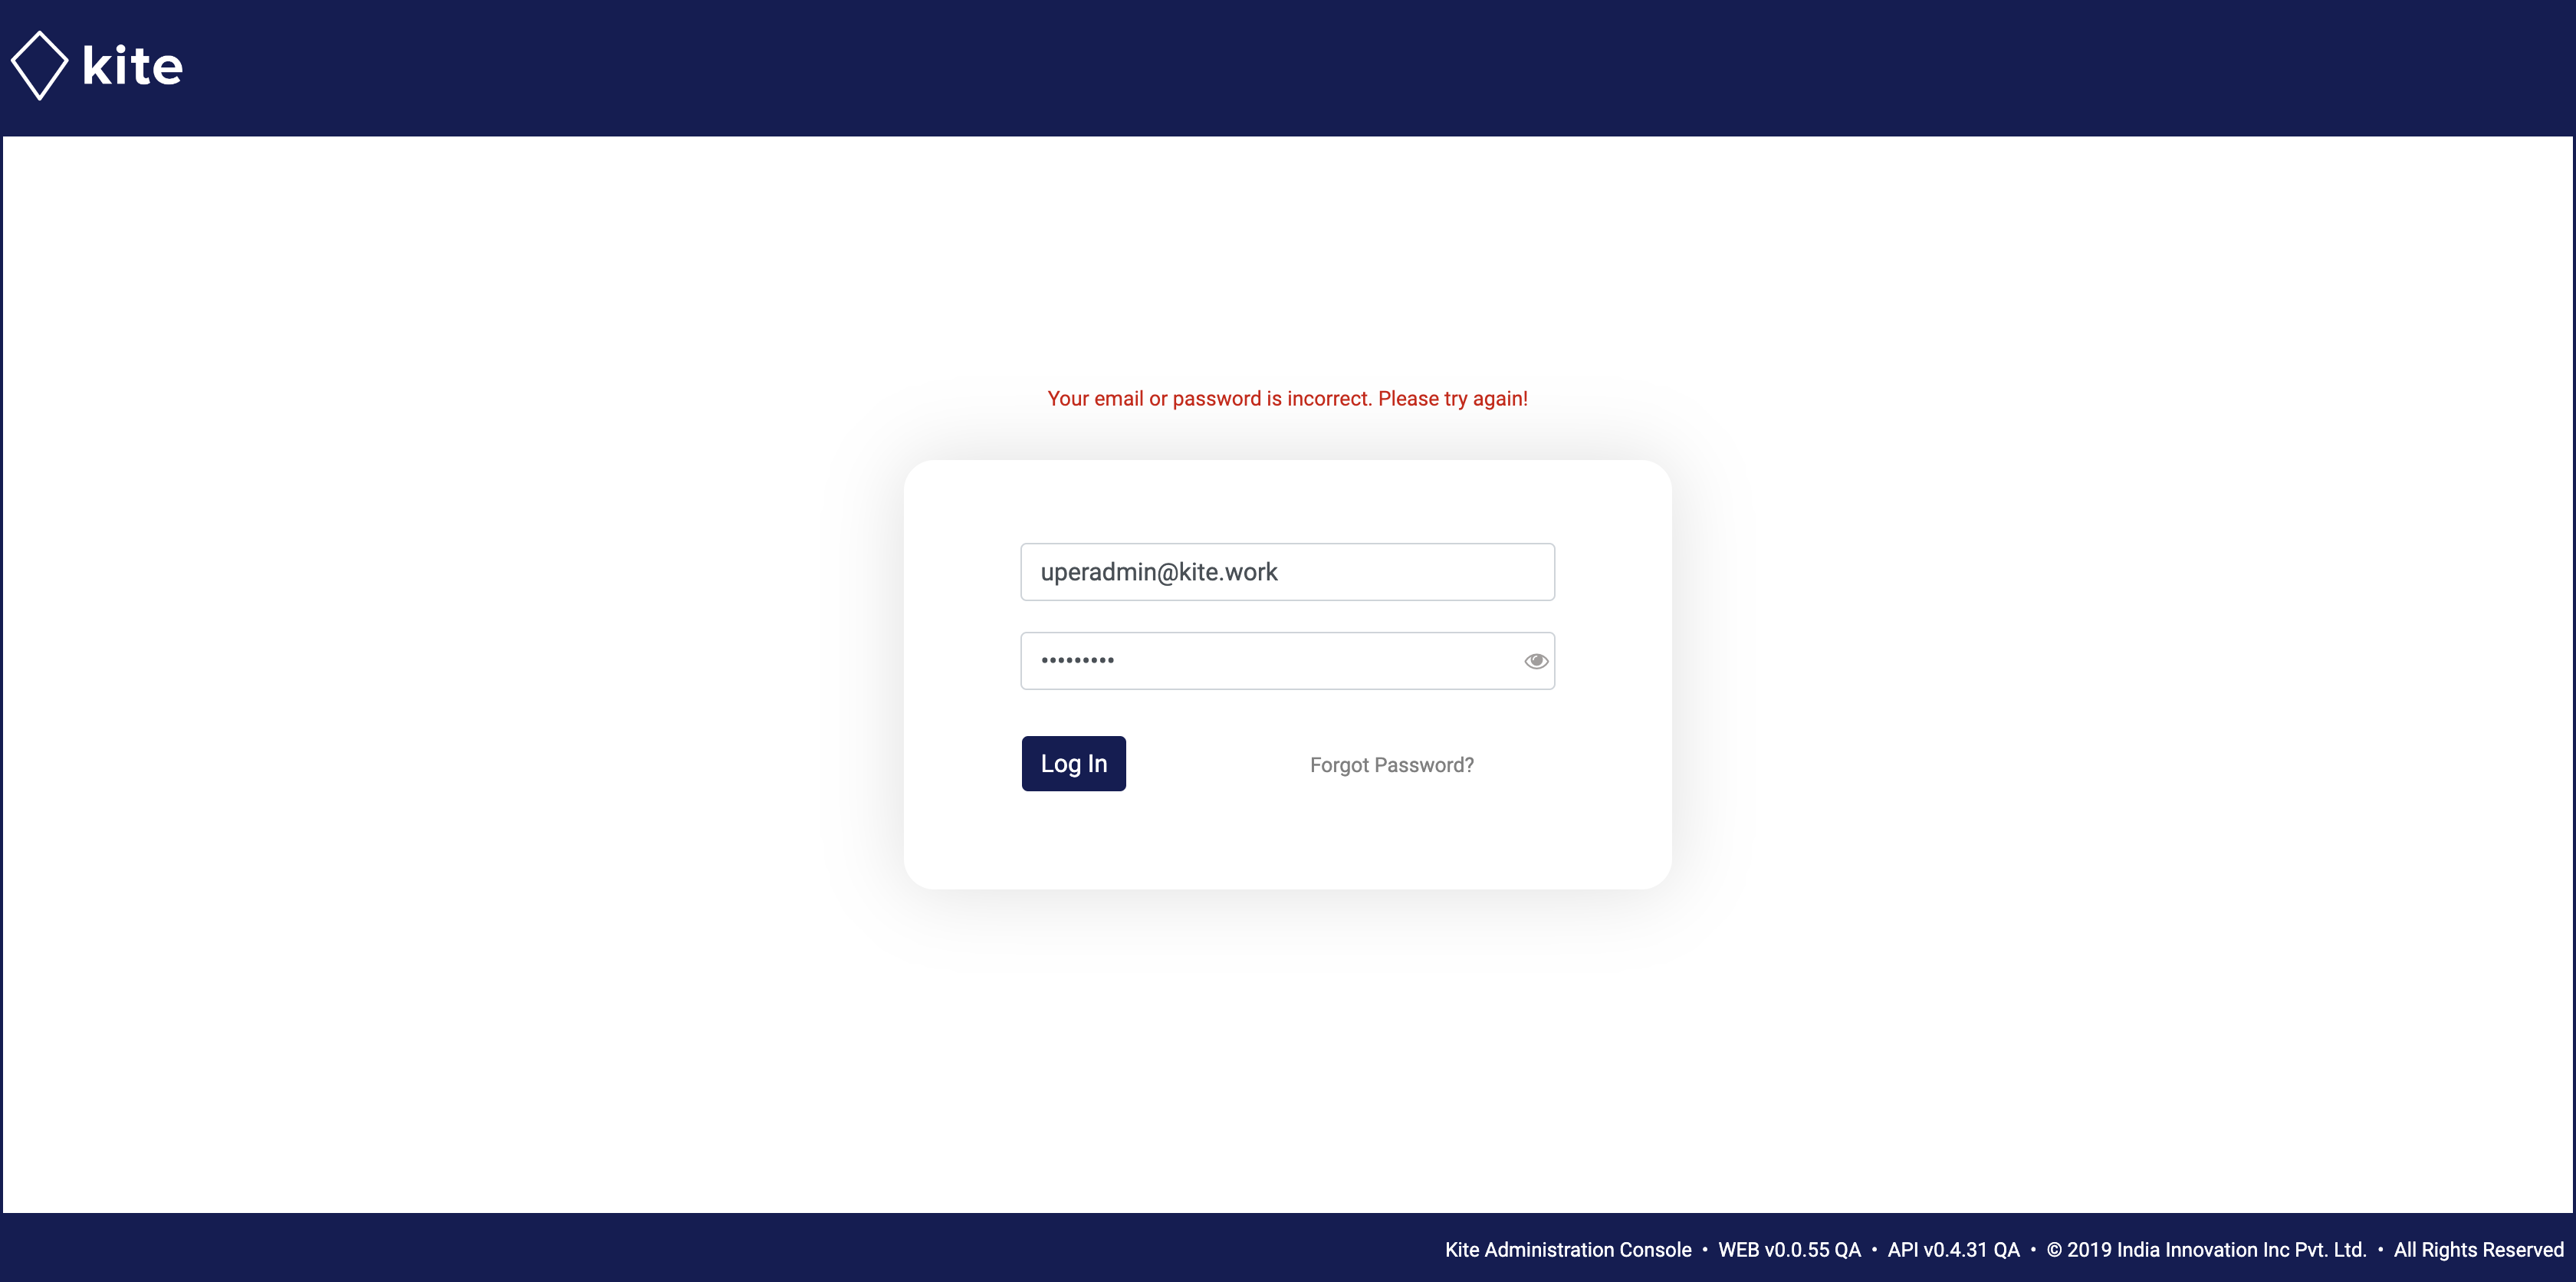 kite
Your email or password is incorrect. Please try again!
uperadmin@kite.work
•••••••••
Log In
Forgot Password?
Kite Administration Console • WEB v0.0.55 QA • API v0.4.31 QA • © 2019 India Innovation Inc Pvt. Ltd. • All Rights Reserved